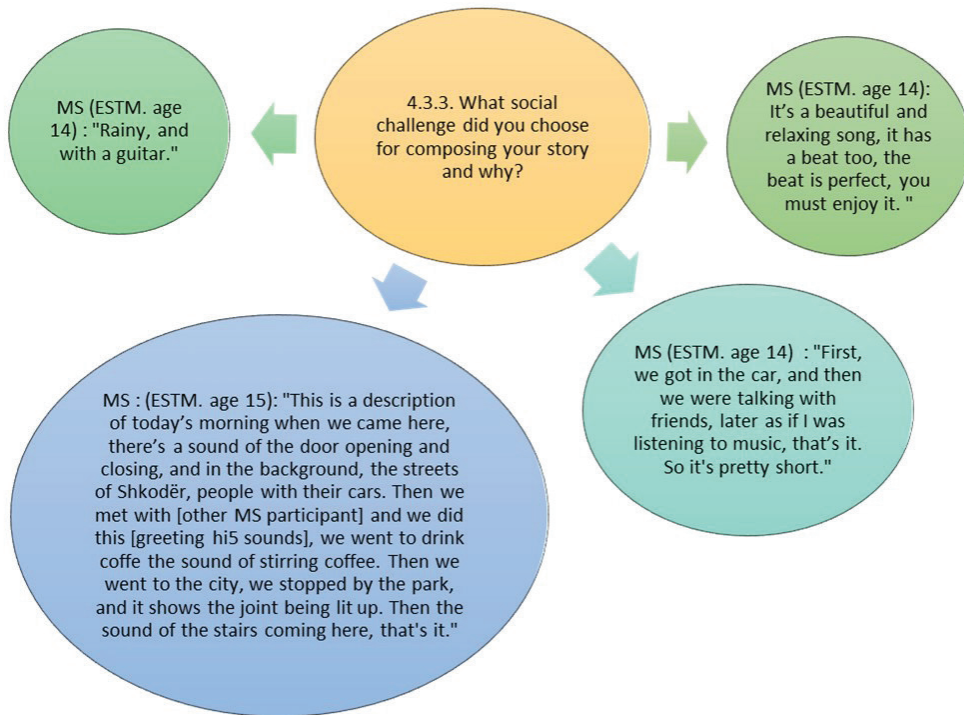 MS (ESTM. age
14) : "Rainy, and
with a guitar."
4.3.3. What social
challenge did you choose
for composing your story
and why?
MS (ESTM. age 14):
It’s a beautiful and
relaxing song, it has
a beat too, the
beat is perfect, you
must enjoy it. "
MS : (ESTM. age 15): "This is a description
of today’s morning when we came here,
there’s a sound of the door opening and
closing, and in the background, the streets
of Shkodër, people with their cars. Then we
met with [other MS participant] and we did
this [greeting hi5 sounds], we went to drink
coffe the sound of stirring coffee. Then we
went to the city, we stopped by the park,
and it shows the joint being lit up. Then the
sound of the stairs coming here, that's it."
MS (ESTM. age 14)  : "First,
we got in the car, and then
we were talking with
friends, later as if I was
listening to music, that’s it.
So it's pretty short."